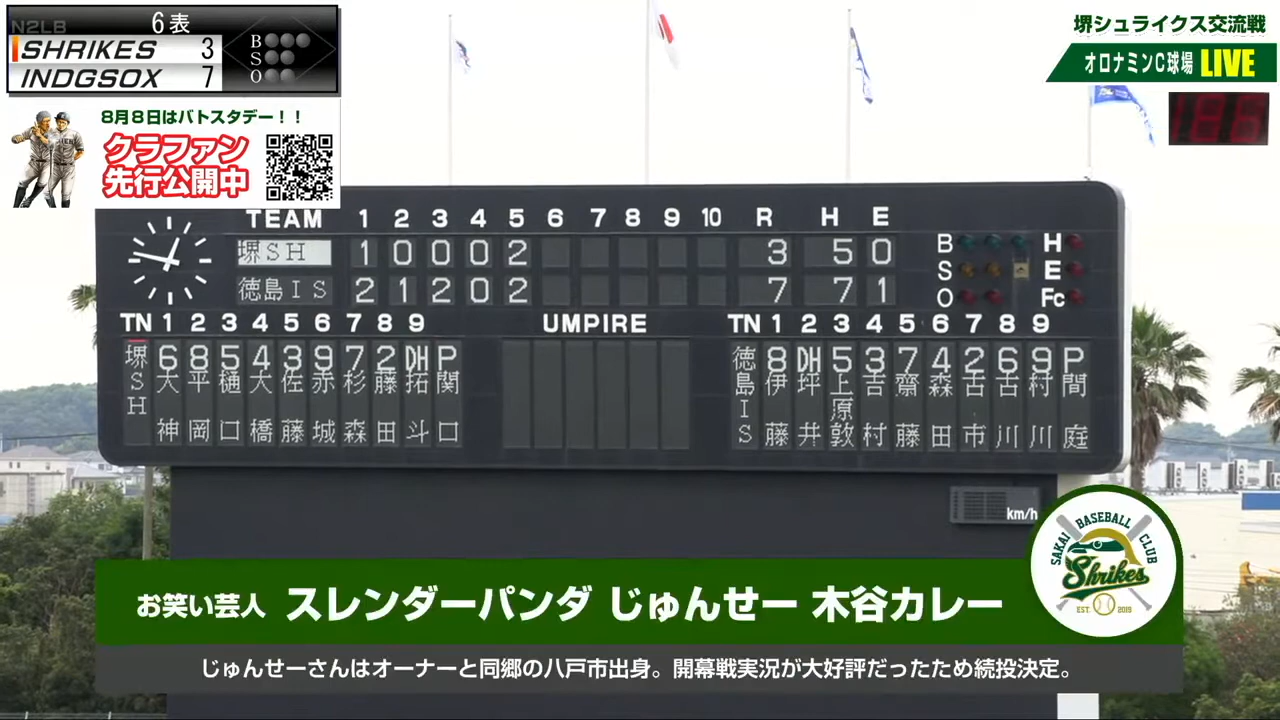 N2LB 6表
SHRIKES 3
INDGSOX 7
B
S
O
堺シュライクス交流戦
オロナミンC球場 LIVE
8月8日はバトスタデー！！
クラファン
先行公開中
TEAM 1 2 3 4 5 6 7 8 9 10 R H E
堺SH 1 0 0 0 2 3 5 0
徳島IS 2 1 2 0 2 7 7 1
B H
S E
O Fc
TN 1 2 3 4 5 6 7 8 9
堺SH 6大神 8平岡 5樋口 4大橋 3佐藤 9赤城 7杉森 2藤田 DH拓斗 P関口
UMPIRE
TN 1 2 3 4 5 6 7 8 9
徳島IS 8伊藤 DH坪井 5上原敦 3吉村 7齋藤 4森田 2古市 6古川 9村川 P間庭
km/h
SAKAI BASEBALL CLUB
Shrikes
EST. 2019
お笑い芸人 スレンダーパンダ じゅんせー 木谷カレー
じゅんせーさんはオーナーと同郷の八戸市出身。開幕戦実況が大好評だったため続投決定。